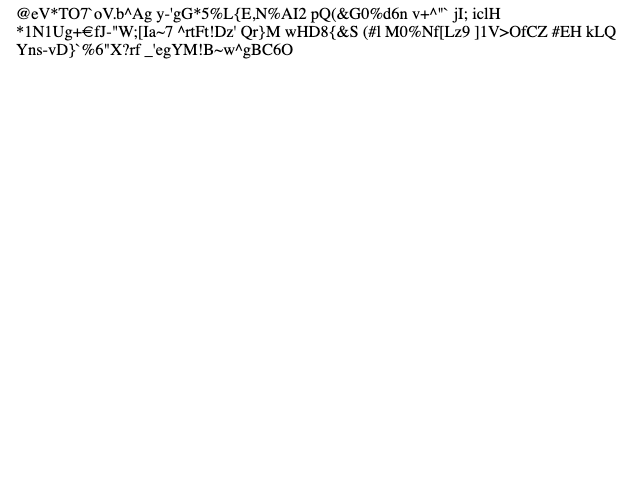 @eV*TO7`oV.b^Ag y-'gG*5%L{E,N%AI2 pQ(&G0%d6n v+^"` jI; iclH
*1N1Ug+€fJ-"W;[Ia~7 ^rtFt!Dz' Qr}M wHD8{&S (#l M0%Nf[Lz9 ]1V>OfCZ #EH kLQ
Yns-vD}`%6"X?rf _'egYM!B~w^gBC6O